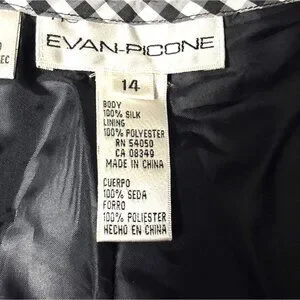 EVAN-PICONE
14
BODY
100% SILK
LINING
100% POLYESTER
RN 54050
CA 08349
MADE IN CHINA
CUERPO
100% SEDA
FORRO
100% POLIESTER
HECHO EN CHINA